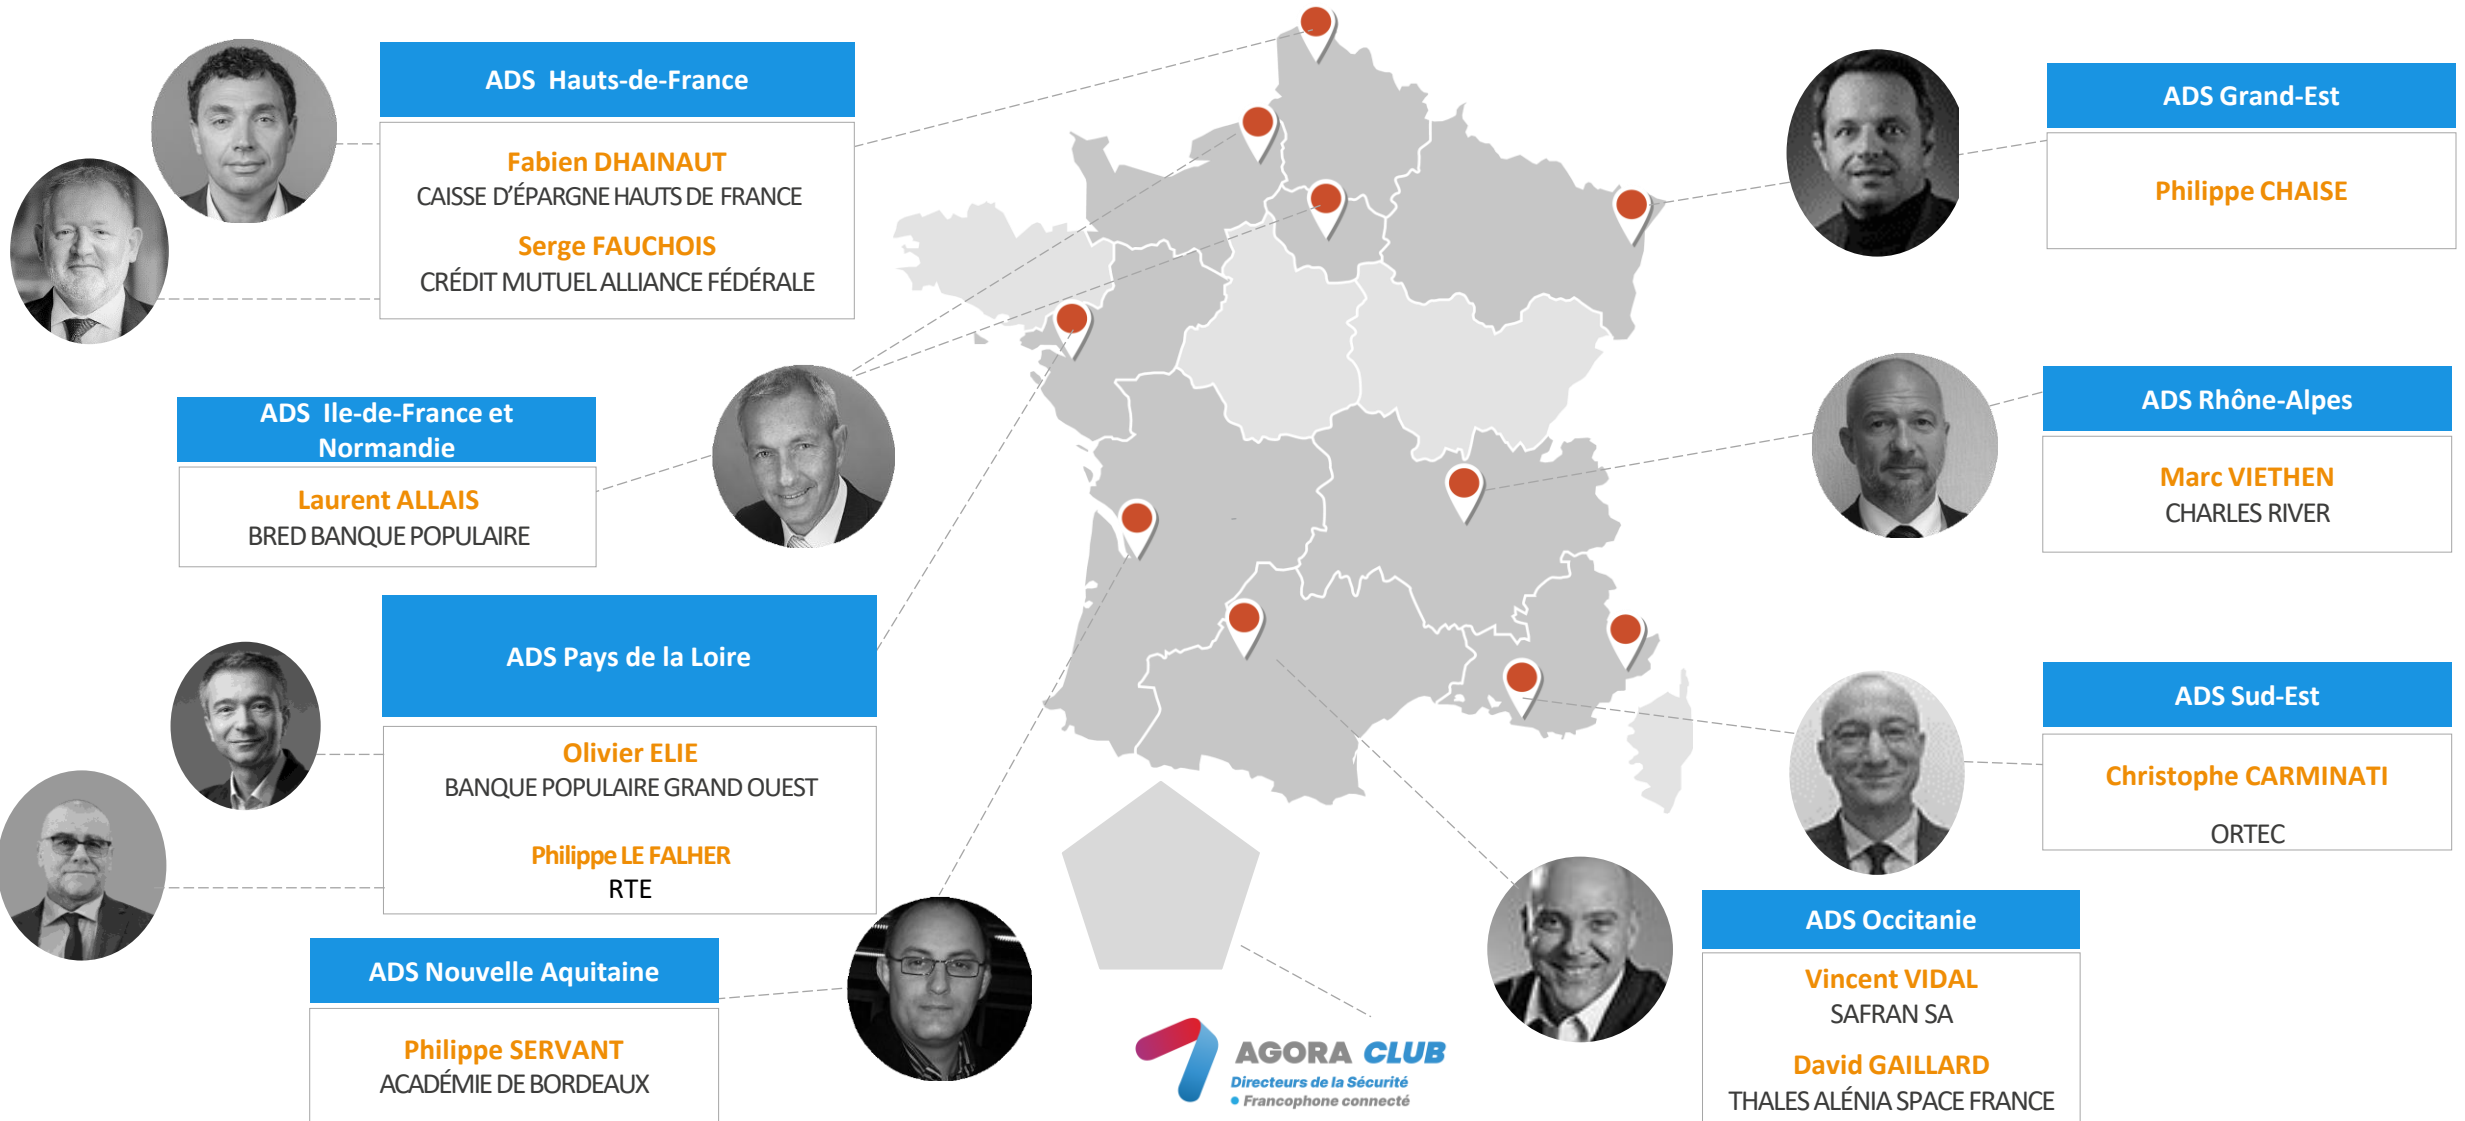 ADS Hauts-de-France
Fabien DHAINAUT
CAISSE D'ÉPARGNE HAUTS DE FRANCE
Serge FAUCHOIS
CRÉDIT MUTUEL ALLIANCE FÉDÉRALE
ADS Grand-Est
Philippe CHAISE
ADS Ile-de-France et
Normandie
Laurent ALLAIS
BRED BANQUE POPULAIRE
ADS Rhône-Alpes
Marc VIETHEN
CHARLES RIVER
ADS Pays de la Loire
Olivier ELIE
BANQUE POPULAIRE GRAND OUEST
Philippe LE FALHER
RTE
ADS Sud-Est
Christophe CARMINATI
ORTEC
ADS Nouvelle Aquitaine
Philippe SERVANT
ACADÉMIE DE BORDEAUX
AGORA CLUB
Directeurs de la Sécurité
• Francophone connecté
ADS Occitanie
Vincent VIDAL
SAFRAN SA
David GAILLARD
THALES ALÉNIA SPACE FRANCE